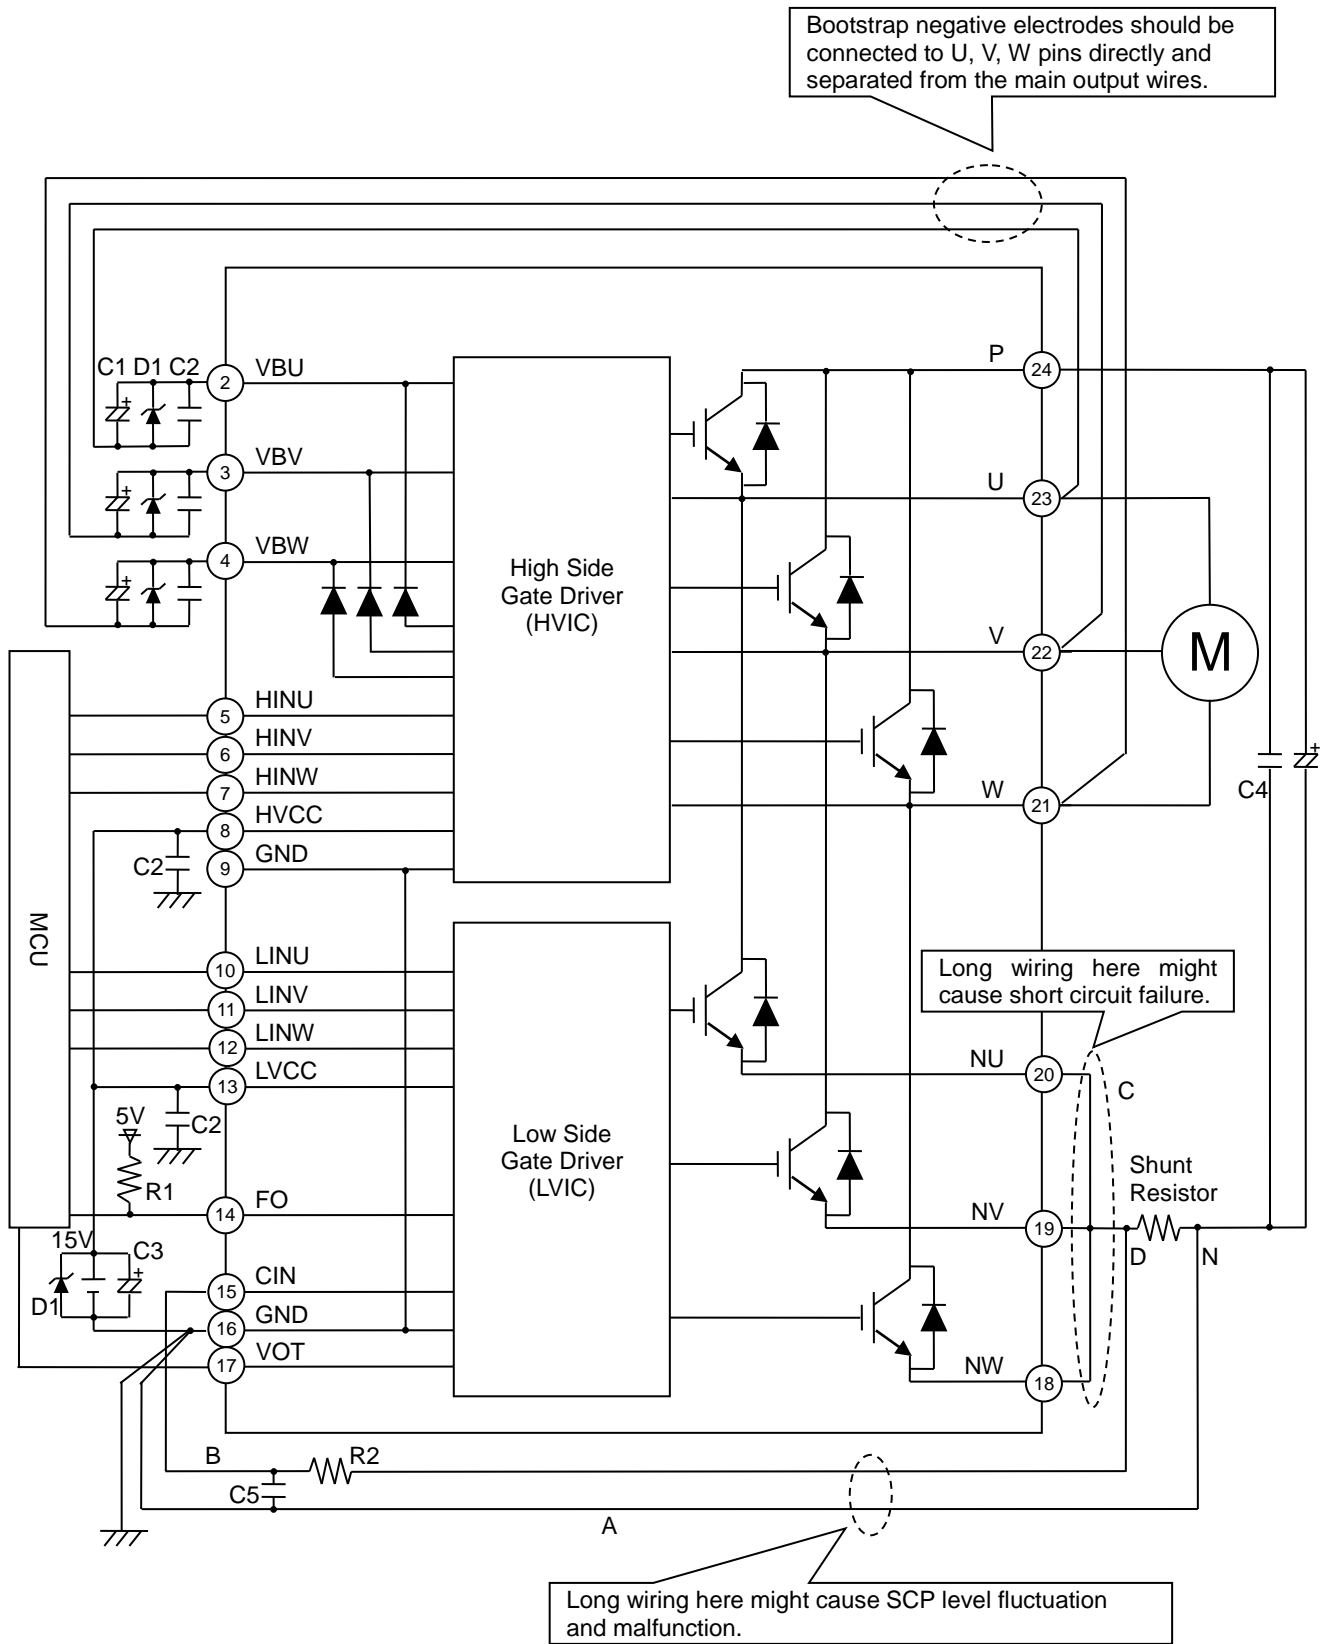 Bootstrap negative electrodes should be
connected to U, V, W pins directly and
separated from the main output wires.
C1 D1 C2
+
2
VBU
+
3
VBV
+
4
VBW
High Side
Gate Driver
(HVIC)
P
24
U
23
V
22
W
21
M
+
C4
MCU
5
HINU
6
HINV
7
HINW
8
HVCC
9
GND
C2
10
LINU
11
LINV
12
LINW
13
LVCC
C2
5V
R1
14
FO
15V
C3
+
D1
15
CIN
16
GND
17
VOT
Low Side
Gate Driver
(LVIC)
Long wiring here might
cause short circuit failure.
NU
20
C
NV
19
Shunt
Resistor
D
N
NW
18
B
R2
C5
A
Long wiring here might cause SCP level fluctuation
and malfunction.